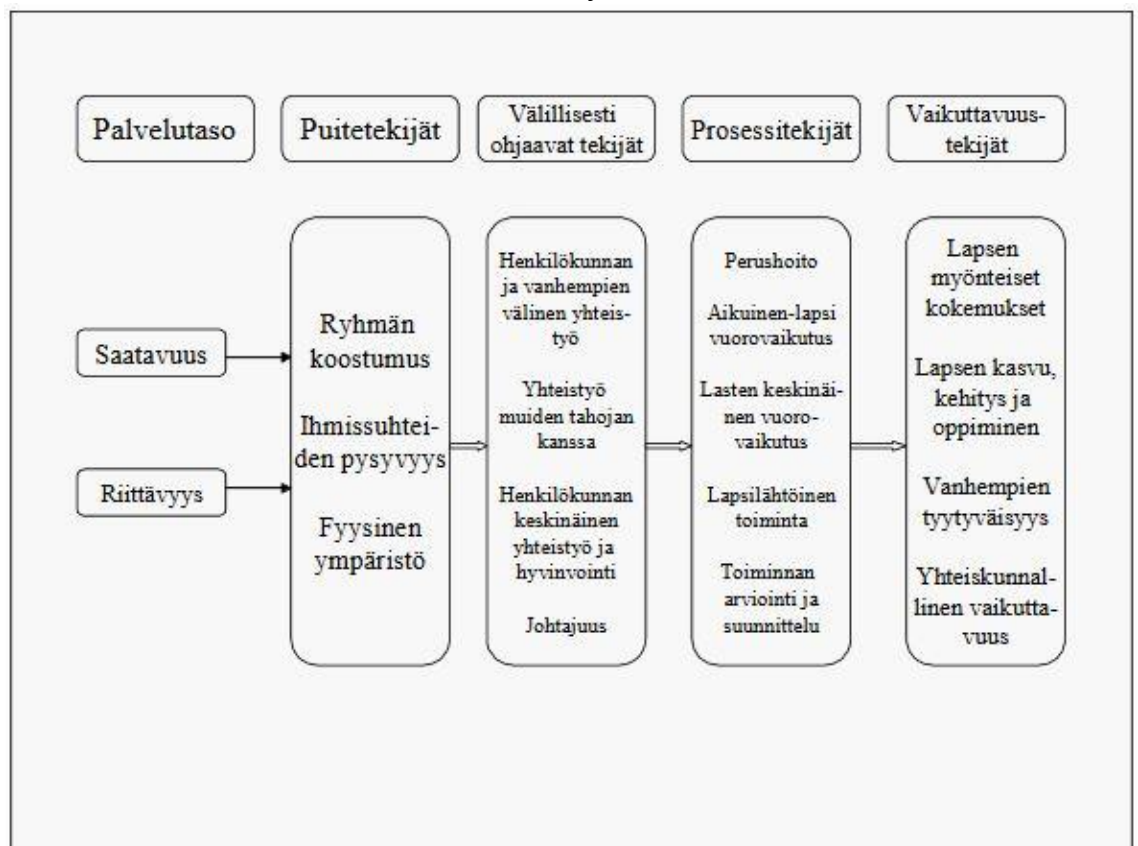 Palvelutaso
Puitetekijät
Välillisesti
ohjaavat tekijät
Prosessitekijät
Vaikuttavuus-
tekijät
Saatavuus
Riittävyys
Ryhmän
koostumus
Ihmissuhtei-
den pysyvyys
Fyysinen
ympäristö
Henkilökunnan
ja vanhempien
välinen yhteis-
työ
Yhteistyö
muiden tahojan
kanssa
Henkilökunnan
keskinäinen
yhteistyö ja
hyvinvointi
Johtajuus
Perushoito
Aikuinen-lapsi
vuorovaikutus
Lasten keskinäi-
nen vuoro-
vaikutus
Lapsilähtöinen
toiminta
Toiminnan
arviointi ja
suunnittelu
Lapsen
myönteiset
kokemukset
Lapsen kasvu,
kehitys ja
oppiminen
Vanhempien
tyytyväisyys
Yhteiskunnal-
linen vaikutta-
vuus